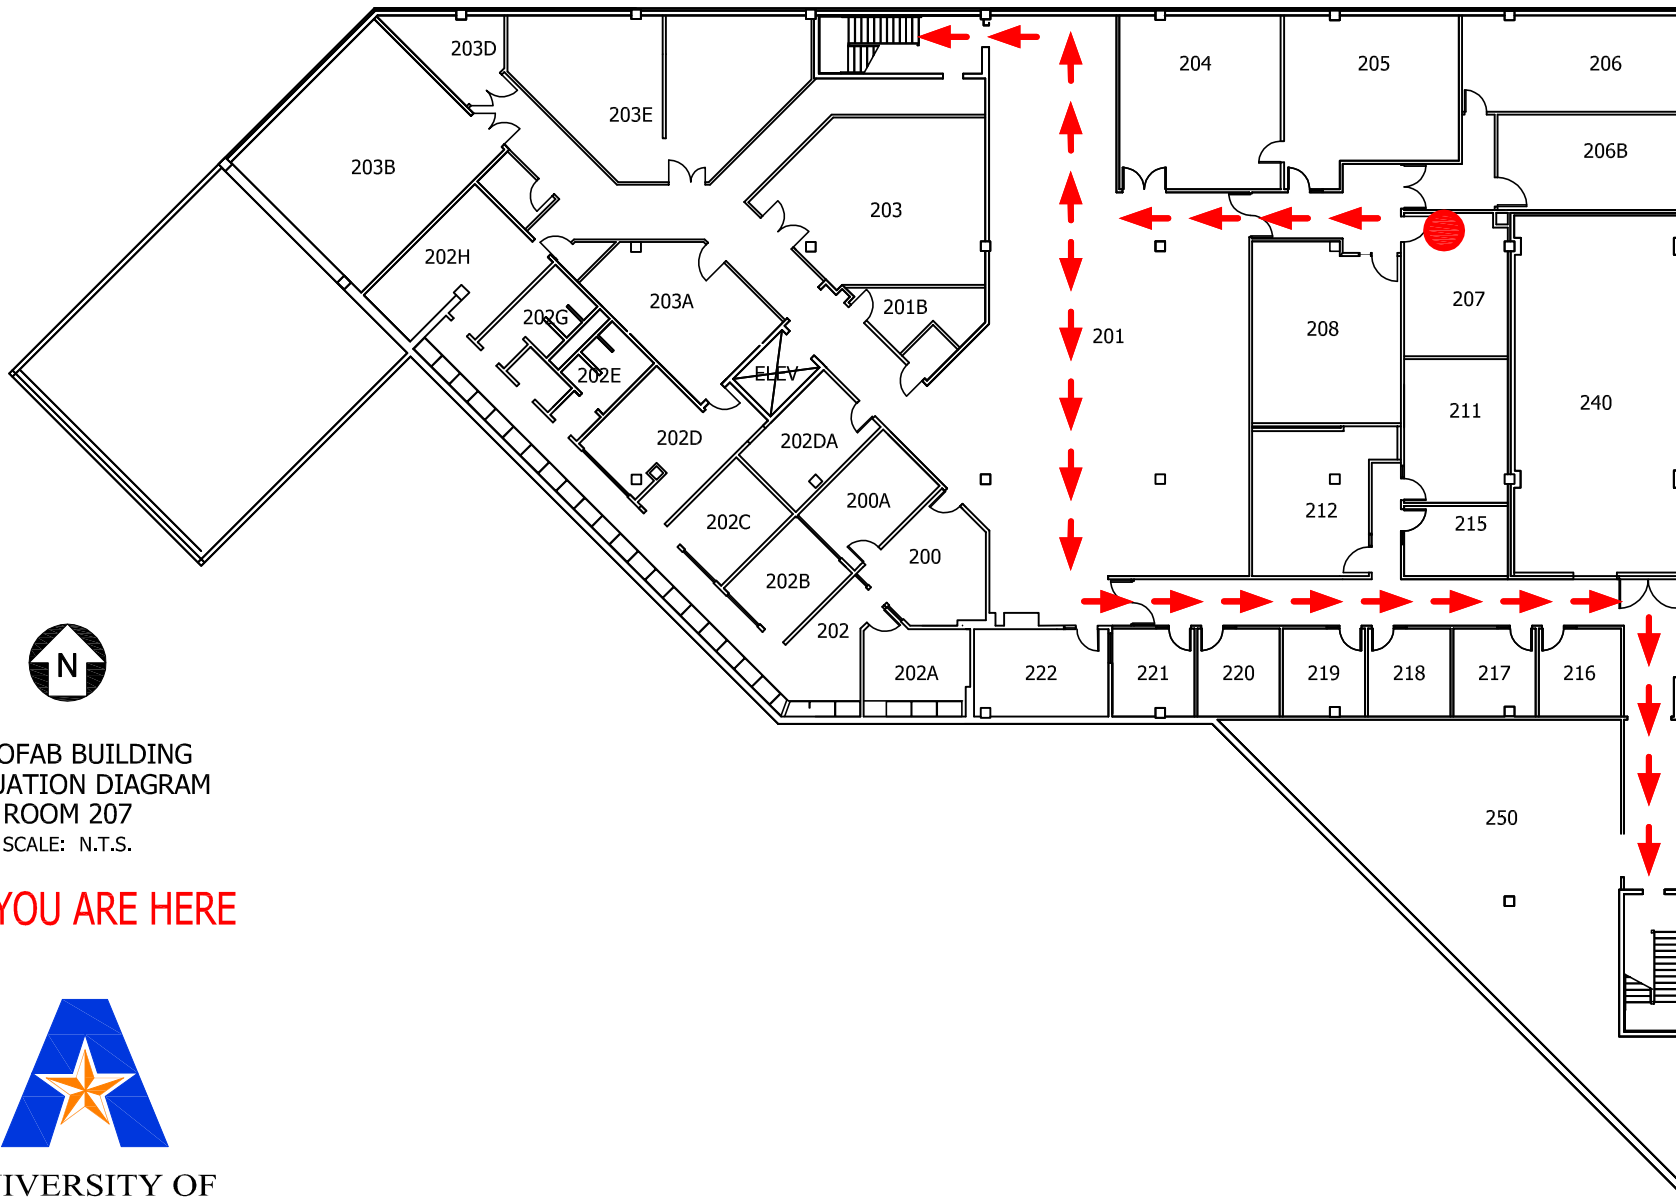 203D
203E
204
205
206
203B
206B
203
202H
203A
201B
207
202G
201
208
202E
ELEV
240
211
202D
202DA
200A
202C
212
215
200
202B
202
202A
222
221
220
219
218
217
216
N
OFAB BUILDING
UATION DIAGRAM
ROOM 207
SCALE: N.T.S.
250
YOU ARE HERE
IVERSITY OF